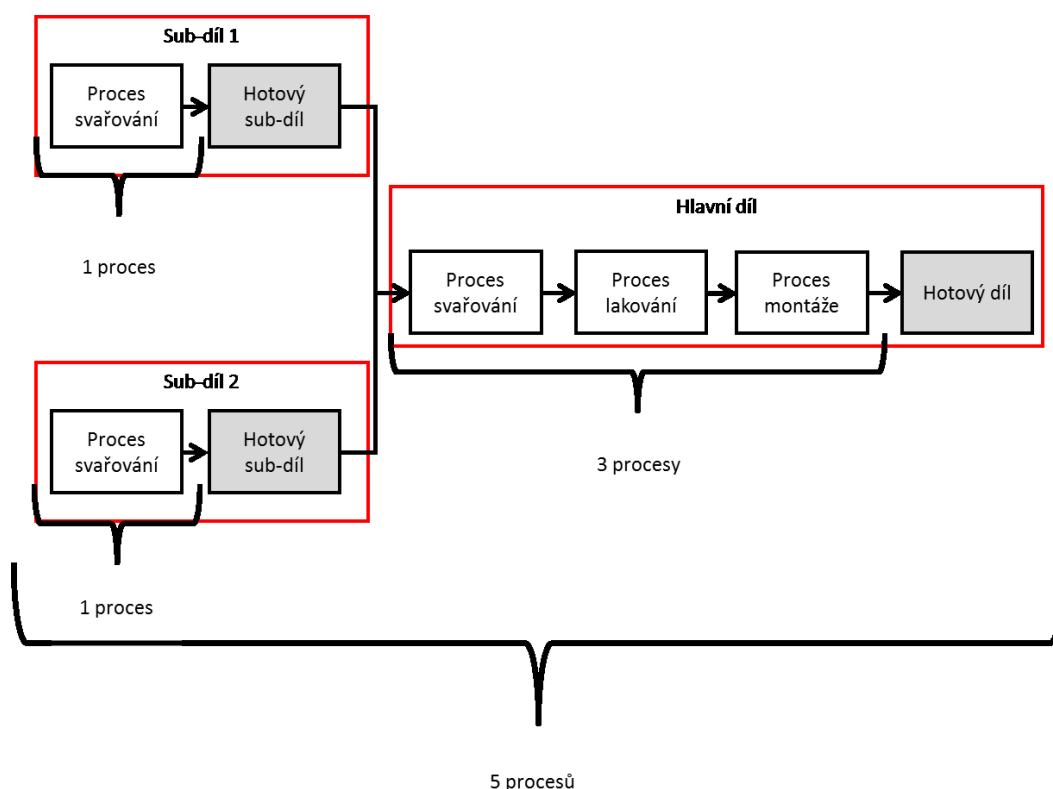 Sub-díl 1
Proces
svařování
Hotový
sub-díl
1 proces
Hlavní díl
Proces
svařování
Proces
lakování
Proces
montáže
Hotový díl
3 procesy
Sub-díl 2
Proces
svařování
Hotový
sub-díl
1 proces
5 procesů